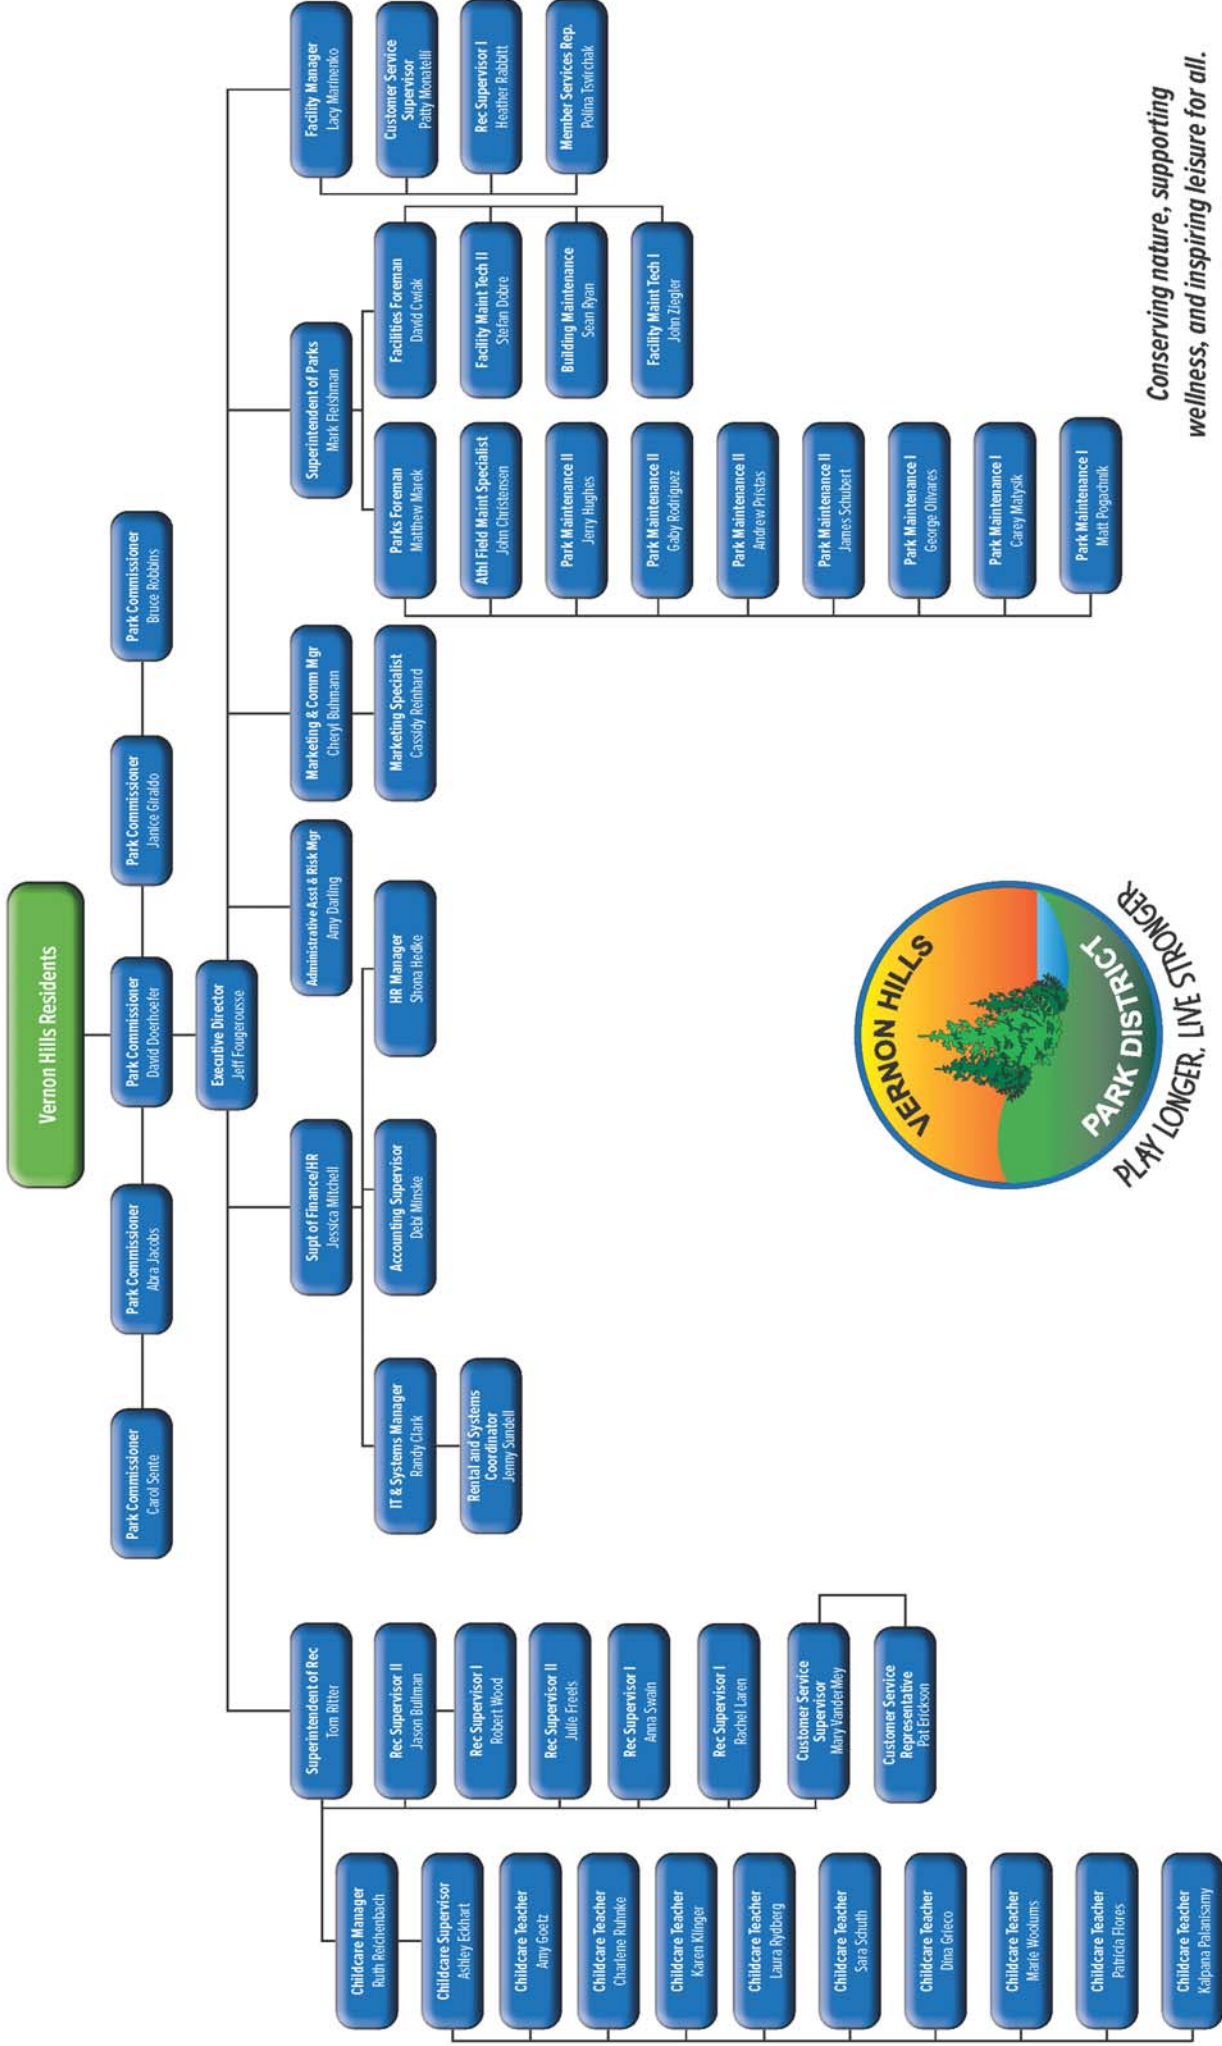 Vernon Hills Residents
Park Commissioner
Carol Sente
Park Commissioner
Abra Jacobs
Park Commissioner
David Doerhoefer
Park Commissioner
Janice Giraldo
Park Commissioner
Bruce Robbins
Executive Director
Jeff Fougerousse
Superintendent of Rec
Tom Ritter
Supt of Finance/HR
Jessica Mitchell
Administrative Asst & Risk Mgr
Amy Darling
Marketing & Comm Mgr
Cheryl Buhmann
Superintendent of Parks
Mark Fleishman
Facility Manager
Lacy Marinenko
Childcare Manager
Ruth Reichenbach
Childcare Supervisor
Ashley Eckhart
Childcare Teacher
Amy Goetz
Childcare Teacher
Charlene Ruhnke
Childcare Teacher
Karen Klinger
Childcare Teacher
Laura Rydberg
Childcare Teacher
Sara Schuth
Childcare Teacher
Dina Grieco
Childcare Teacher
Marie Woolums
Childcare Teacher
Patricia Flores
Childcare Teacher
Kalpana Palanisamy
Rec Supervisor II
Jason Bullman
Rec Supervisor I
Robert Wood
Rec Supervisor II
Julie Freels
Rec Supervisor I
Anna Swain
Rec Supervisor I
Rachel Laren
Customer Service
Supervisor
Mary VanderMey
Customer Service
Representative
Pat Erickson
IT & Systems Manager
Randy Clark
Rental and Systems
Coordinator
Jenny Sundell
Accounting Supervisor
Debi Minske
HR Manager
Shona Hedke
Marketing Specialist
Cassidy Reinhard
Parks Foreman
Matthew Marek
Athl Field Maint Specialist
John Christensen
Park Maintenance II
Jerry Hughes
Park Maintenance II
Gaby Rodriguez
Park Maintenance II
Andrew Pristas
Park Maintenance II
James Schubert
Park Maintenance I
George Olivares
Park Maintenance I
Carey Matysik
Park Maintenance I
Matt Pogachnik
Facilities Foreman
David Cwiak
Facility Maint Tech II
Stefan Dobre
Building Maintenance
Sean Ryan
Facility Maint Tech I
John Ziegler
Customer Service
Supervisor
Patty Monatelli
Rec Supervisor I
Heather Rabbitt
Member Services Rep.
Polina Tsvirchak
VERNON HILLS
PARK DISTRICT
PLAY LONGER. LIVE STRONGER
Conserving nature, supporting
wellness, and inspiring leisure for all.